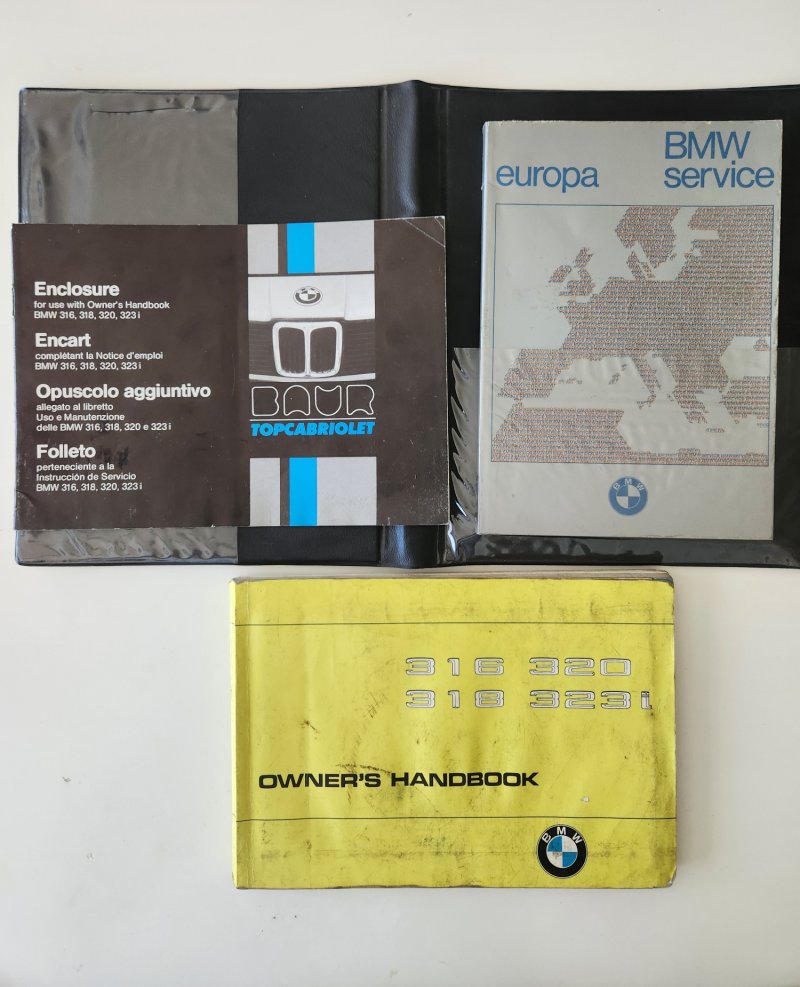 Enclosure
for use with Owner's Handbook
BMW 316, 318, 320, 323 i
Encart
complétant la Notice d'emploi
BMW 316, 318, 320, 323 i
Opuscolo aggiuntivo
allegato al libretto
Uso e Manutenzione
delle BMW 316, 318, 320 e 323 i
Folleto
perteneciente a la
Instrucción de Servicio
BMW 316, 318, 320, 323 i
BMW
BAUR
TOPCABRIOLET
europa
BMW
service
BMW
316 320
318 323i
OWNER'S HANDBOOK
BMW